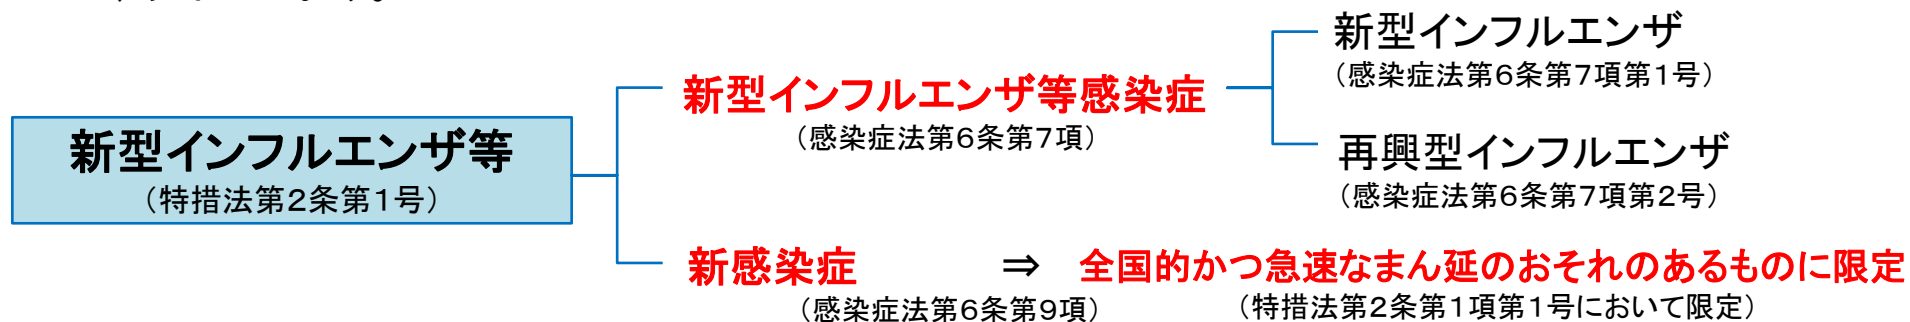 新型インフルエンザ等
（特措法第２条第１号）
新型インフルエンザ等感染症
（感染症法第６条第７項）
新型インフルエンザ
（感染症法第６条第７項第１号）
再興型インフルエンザ
（感染症法第６条第７項第２号）
新感染症 ⇒ 全国的かつ急速なまん延のおそれのあるものに限定
（感染症法第６条第９項） （特措法第２条第１項第１号において限定）